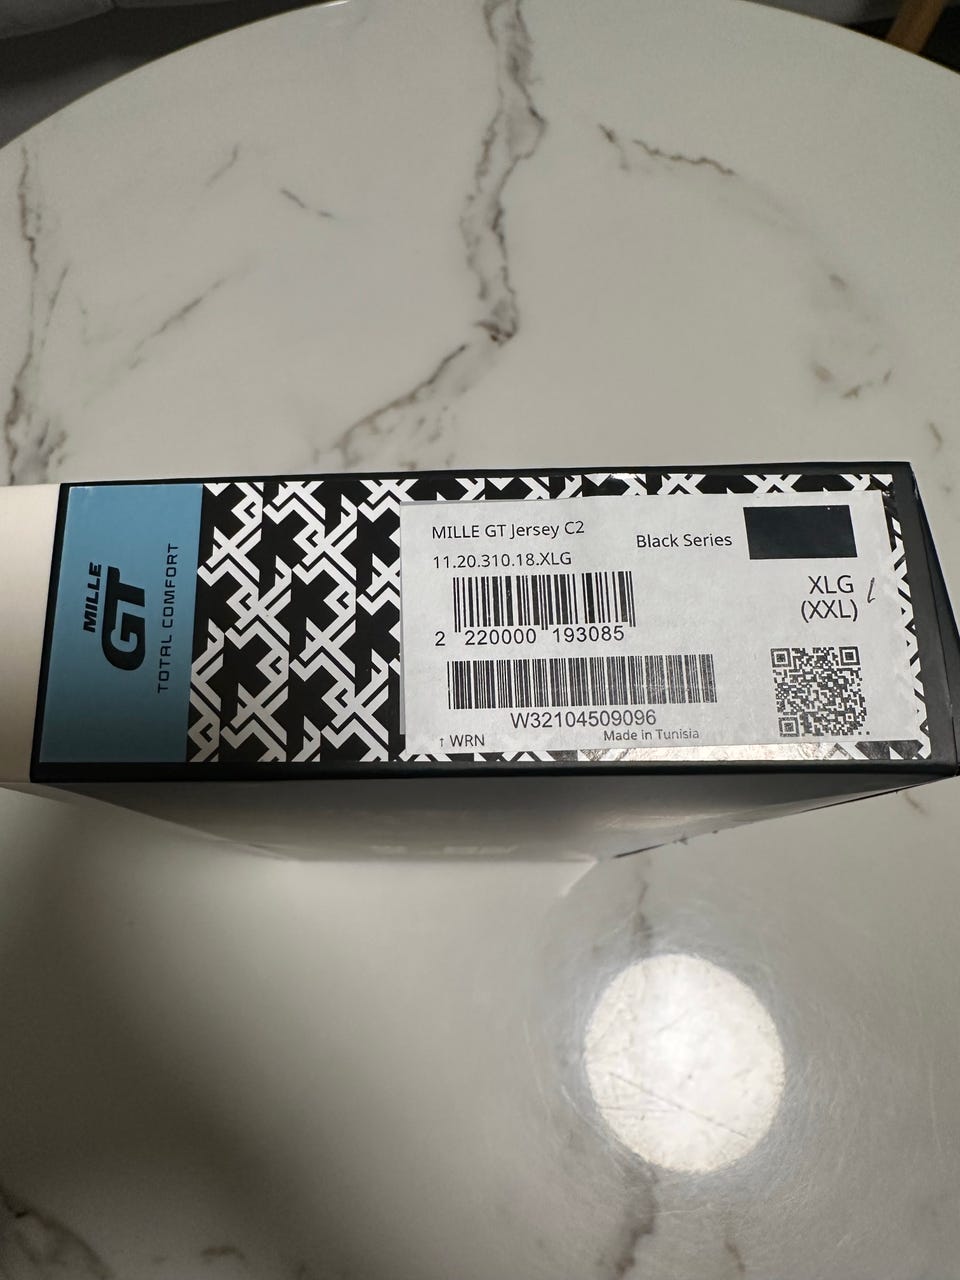 MILLE
GT
TOTAL COMFORT
MILLE GT Jersey C2
11.20.310.18.XLG
Black Series
XLG
(XXL)
2 220000 193085
W32104509096
↑ WRN
Made in Tunisia